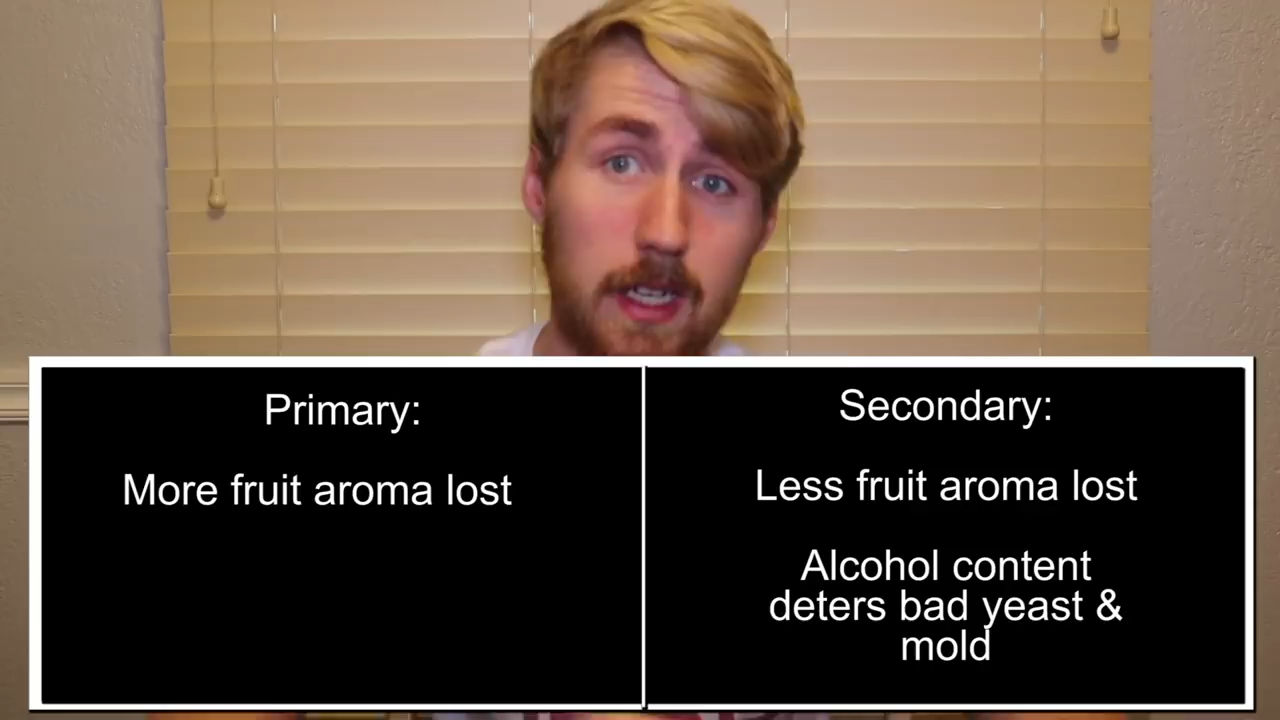 Primary:
More fruit aroma lost
Secondary:
Less fruit aroma lost
Alcohol content
deters bad yeast &
mold